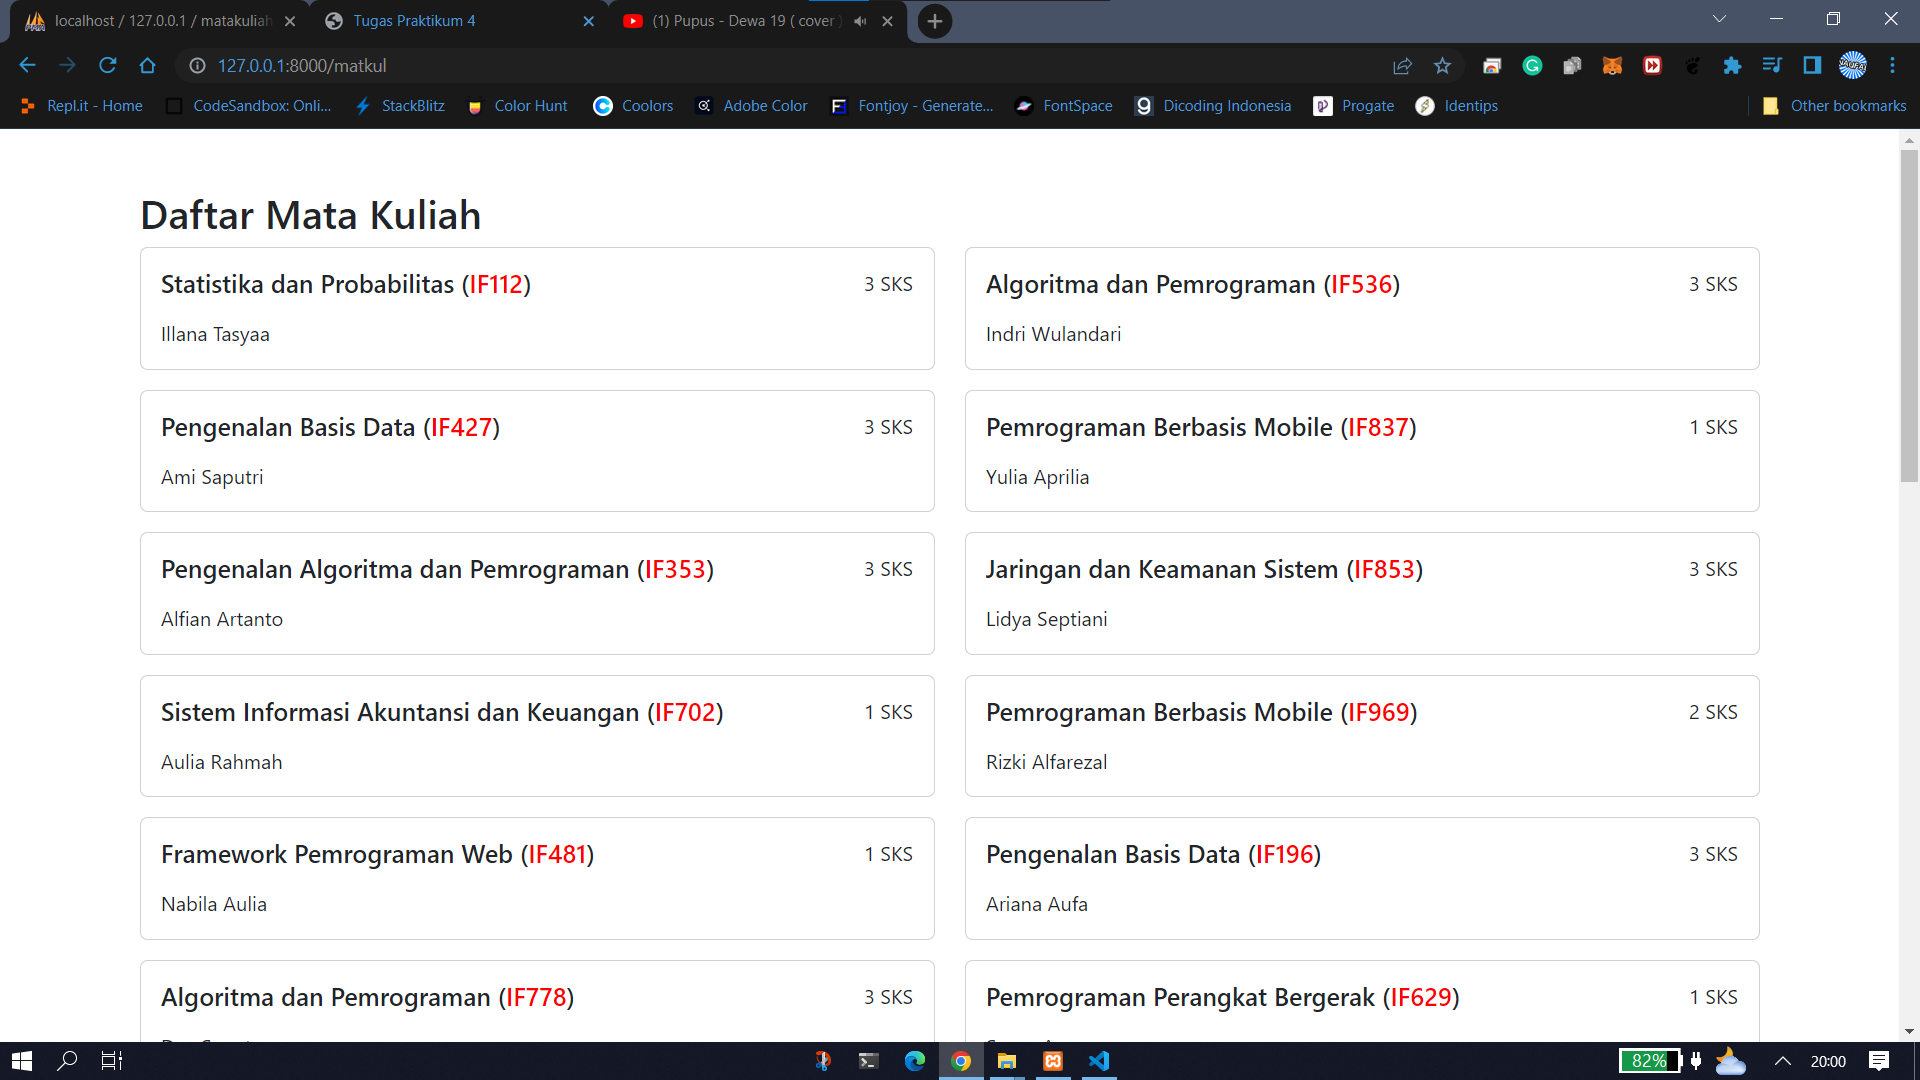 localhost / 127.0.0.1 / matakuliah
Tugas Praktikum 4
(1) Pupus - Dewa 19 ( cover )
127.0.0.1:8000/matkul
Repl.it - Home
CodeSandbox: Onli...
StackBlitz
Color Hunt
Coolors
Adobe Color
Fontjoy - Generate...
FontSpace
Dicoding Indonesia
Progate
Identips
Other bookmarks
Daftar Mata Kuliah
Statistika dan Probabilitas (IF112)
3 SKS
Illana Tasyaa
Algoritma dan Pemrograman (IF536)
3 SKS
Indri Wulandari
Pengenalan Basis Data (IF427)
3 SKS
Ami Saputri
Pemrograman Berbasis Mobile (IF837)
1 SKS
Yulia Aprilia
Pengenalan Algoritma dan Pemrograman (IF353)
3 SKS
Alfian Artanto
Jaringan dan Keamanan Sistem (IF853)
3 SKS
Lidya Septiani
Sistem Informasi Akuntansi dan Keuangan (IF702)
1 SKS
Aulia Rahmah
Pemrograman Berbasis Mobile (IF969)
2 SKS
Rizki Alfarezal
Framework Pemrograman Web (IF481)
1 SKS
Nabila Aulia
Pengenalan Basis Data (IF196)
3 SKS
Ariana Aufa
Algoritma dan Pemrograman (IF778)
3 SKS
Pemrograman Perangkat Bergerak (IF629)
1 SKS
82%
20:00